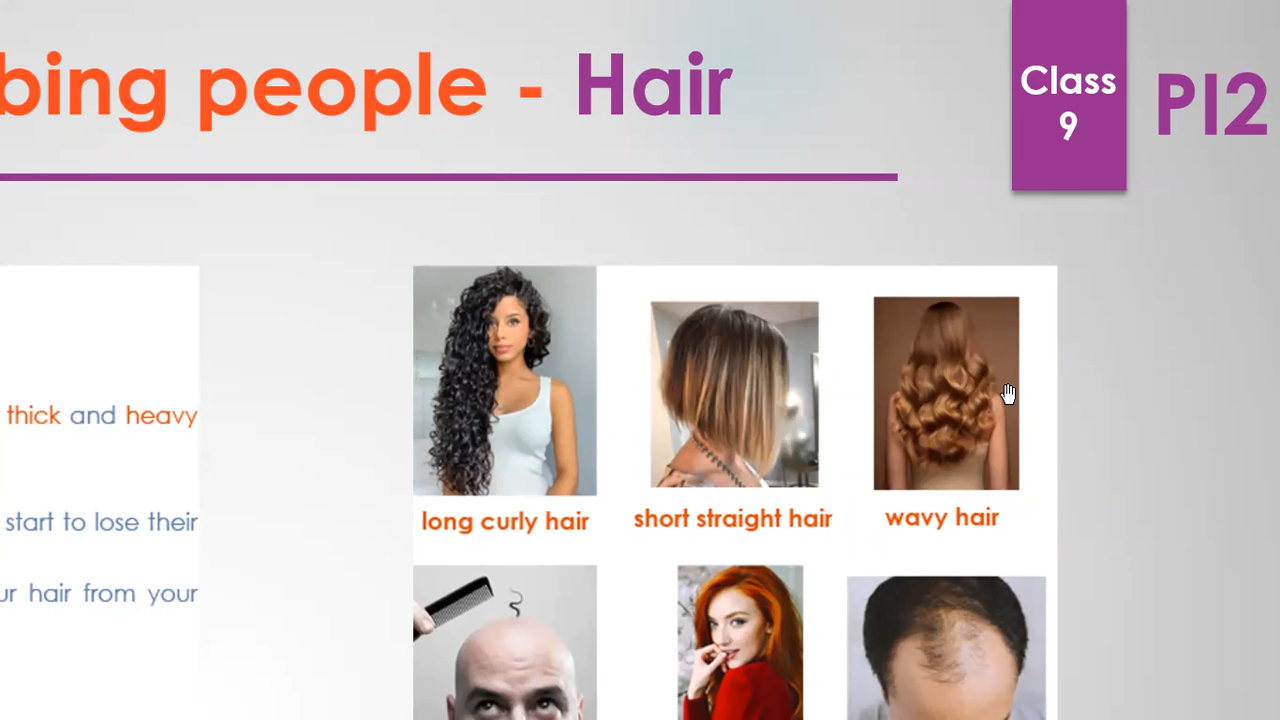 bing people - Hair
Class
9
PI2
thick and heavy
start to lose their
ur hair from your
long curly hair
short straight hair
wavy hair